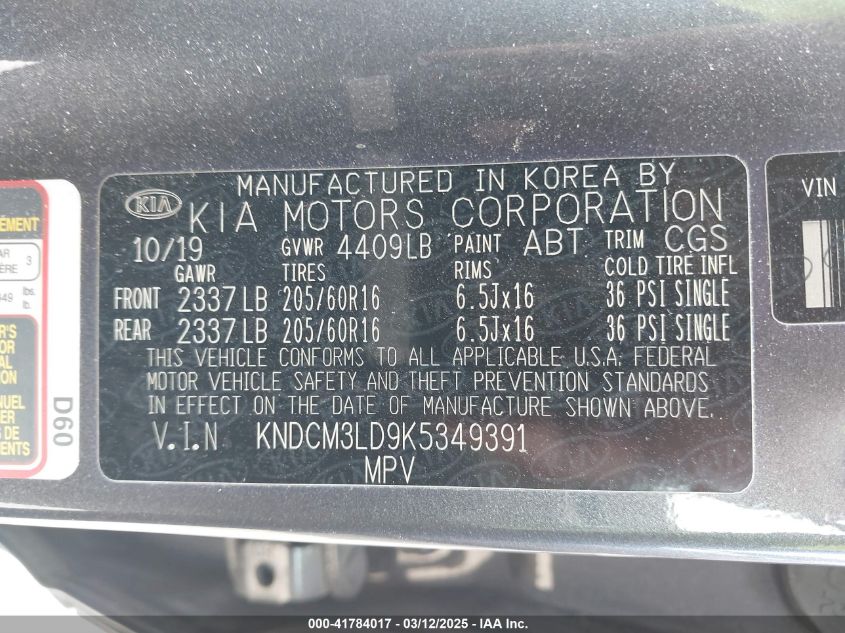 MANUFACTURED IN KOREA BY
KIA KIA MOTORS CORPORATION
10/19 GVWR 4409LB PAINT ABT TRIM CGS
GAWR TIRES RIMS COLD TIRE INFL
FRONT 2337LB 205/60R16 6.5Jx16 36 PSI SINGLE
REAR 2337LB 205/60R16 6.5Jx16 36 PSI SINGLE
THIS VEHICLE CONFORMS TO ALL APPLICABLE U.S.A. FEDERAL
MOTOR VEHICLE SAFETY AND THEFT PREVENTION STANDARDS
IN EFFECT ON THE DATE OF MANUFACTURE SHOWN ABOVE.
V.I.N KNDCM3LD9K5349391
MPV
VIN
3
lbs.
lb.
D60
000-41784017 - 03/12/2025 - IAA Inc.